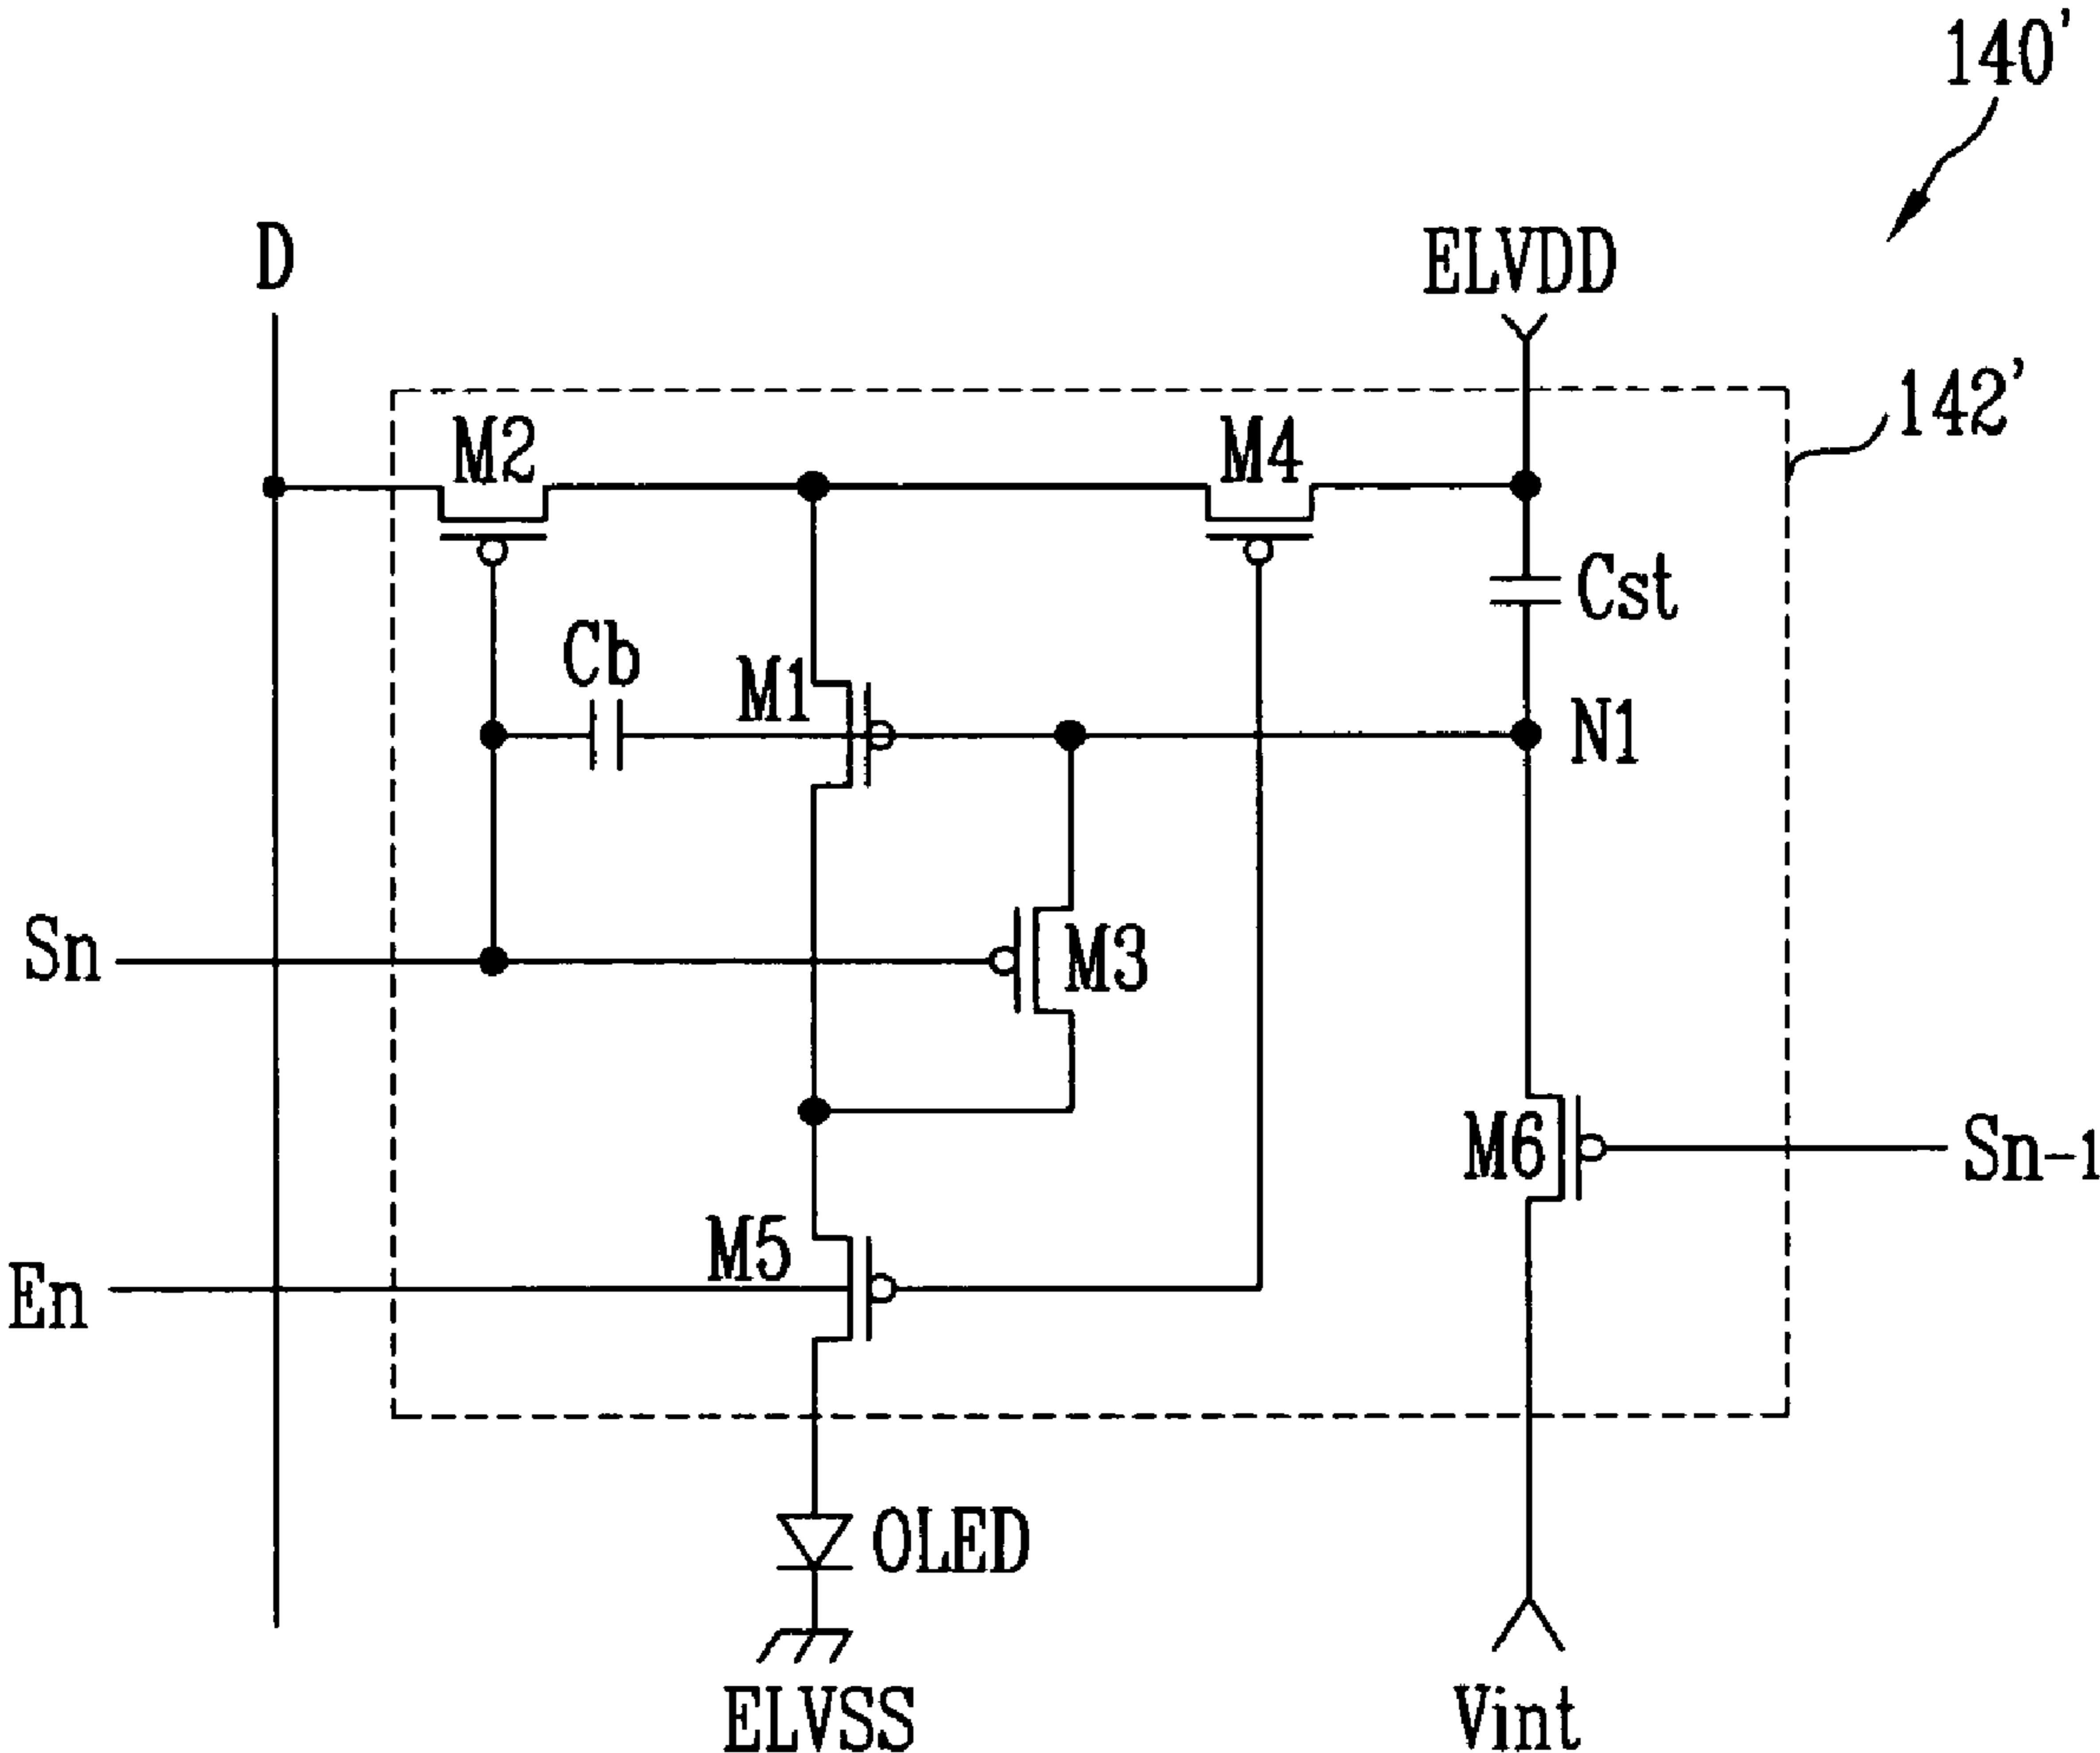 140'
D
ELVDD
142'
M2
M4
Cst
Cb
M1
N1
Sn
M3
M6
Sn-1
M5
En
OLED
ELVSS
Vint